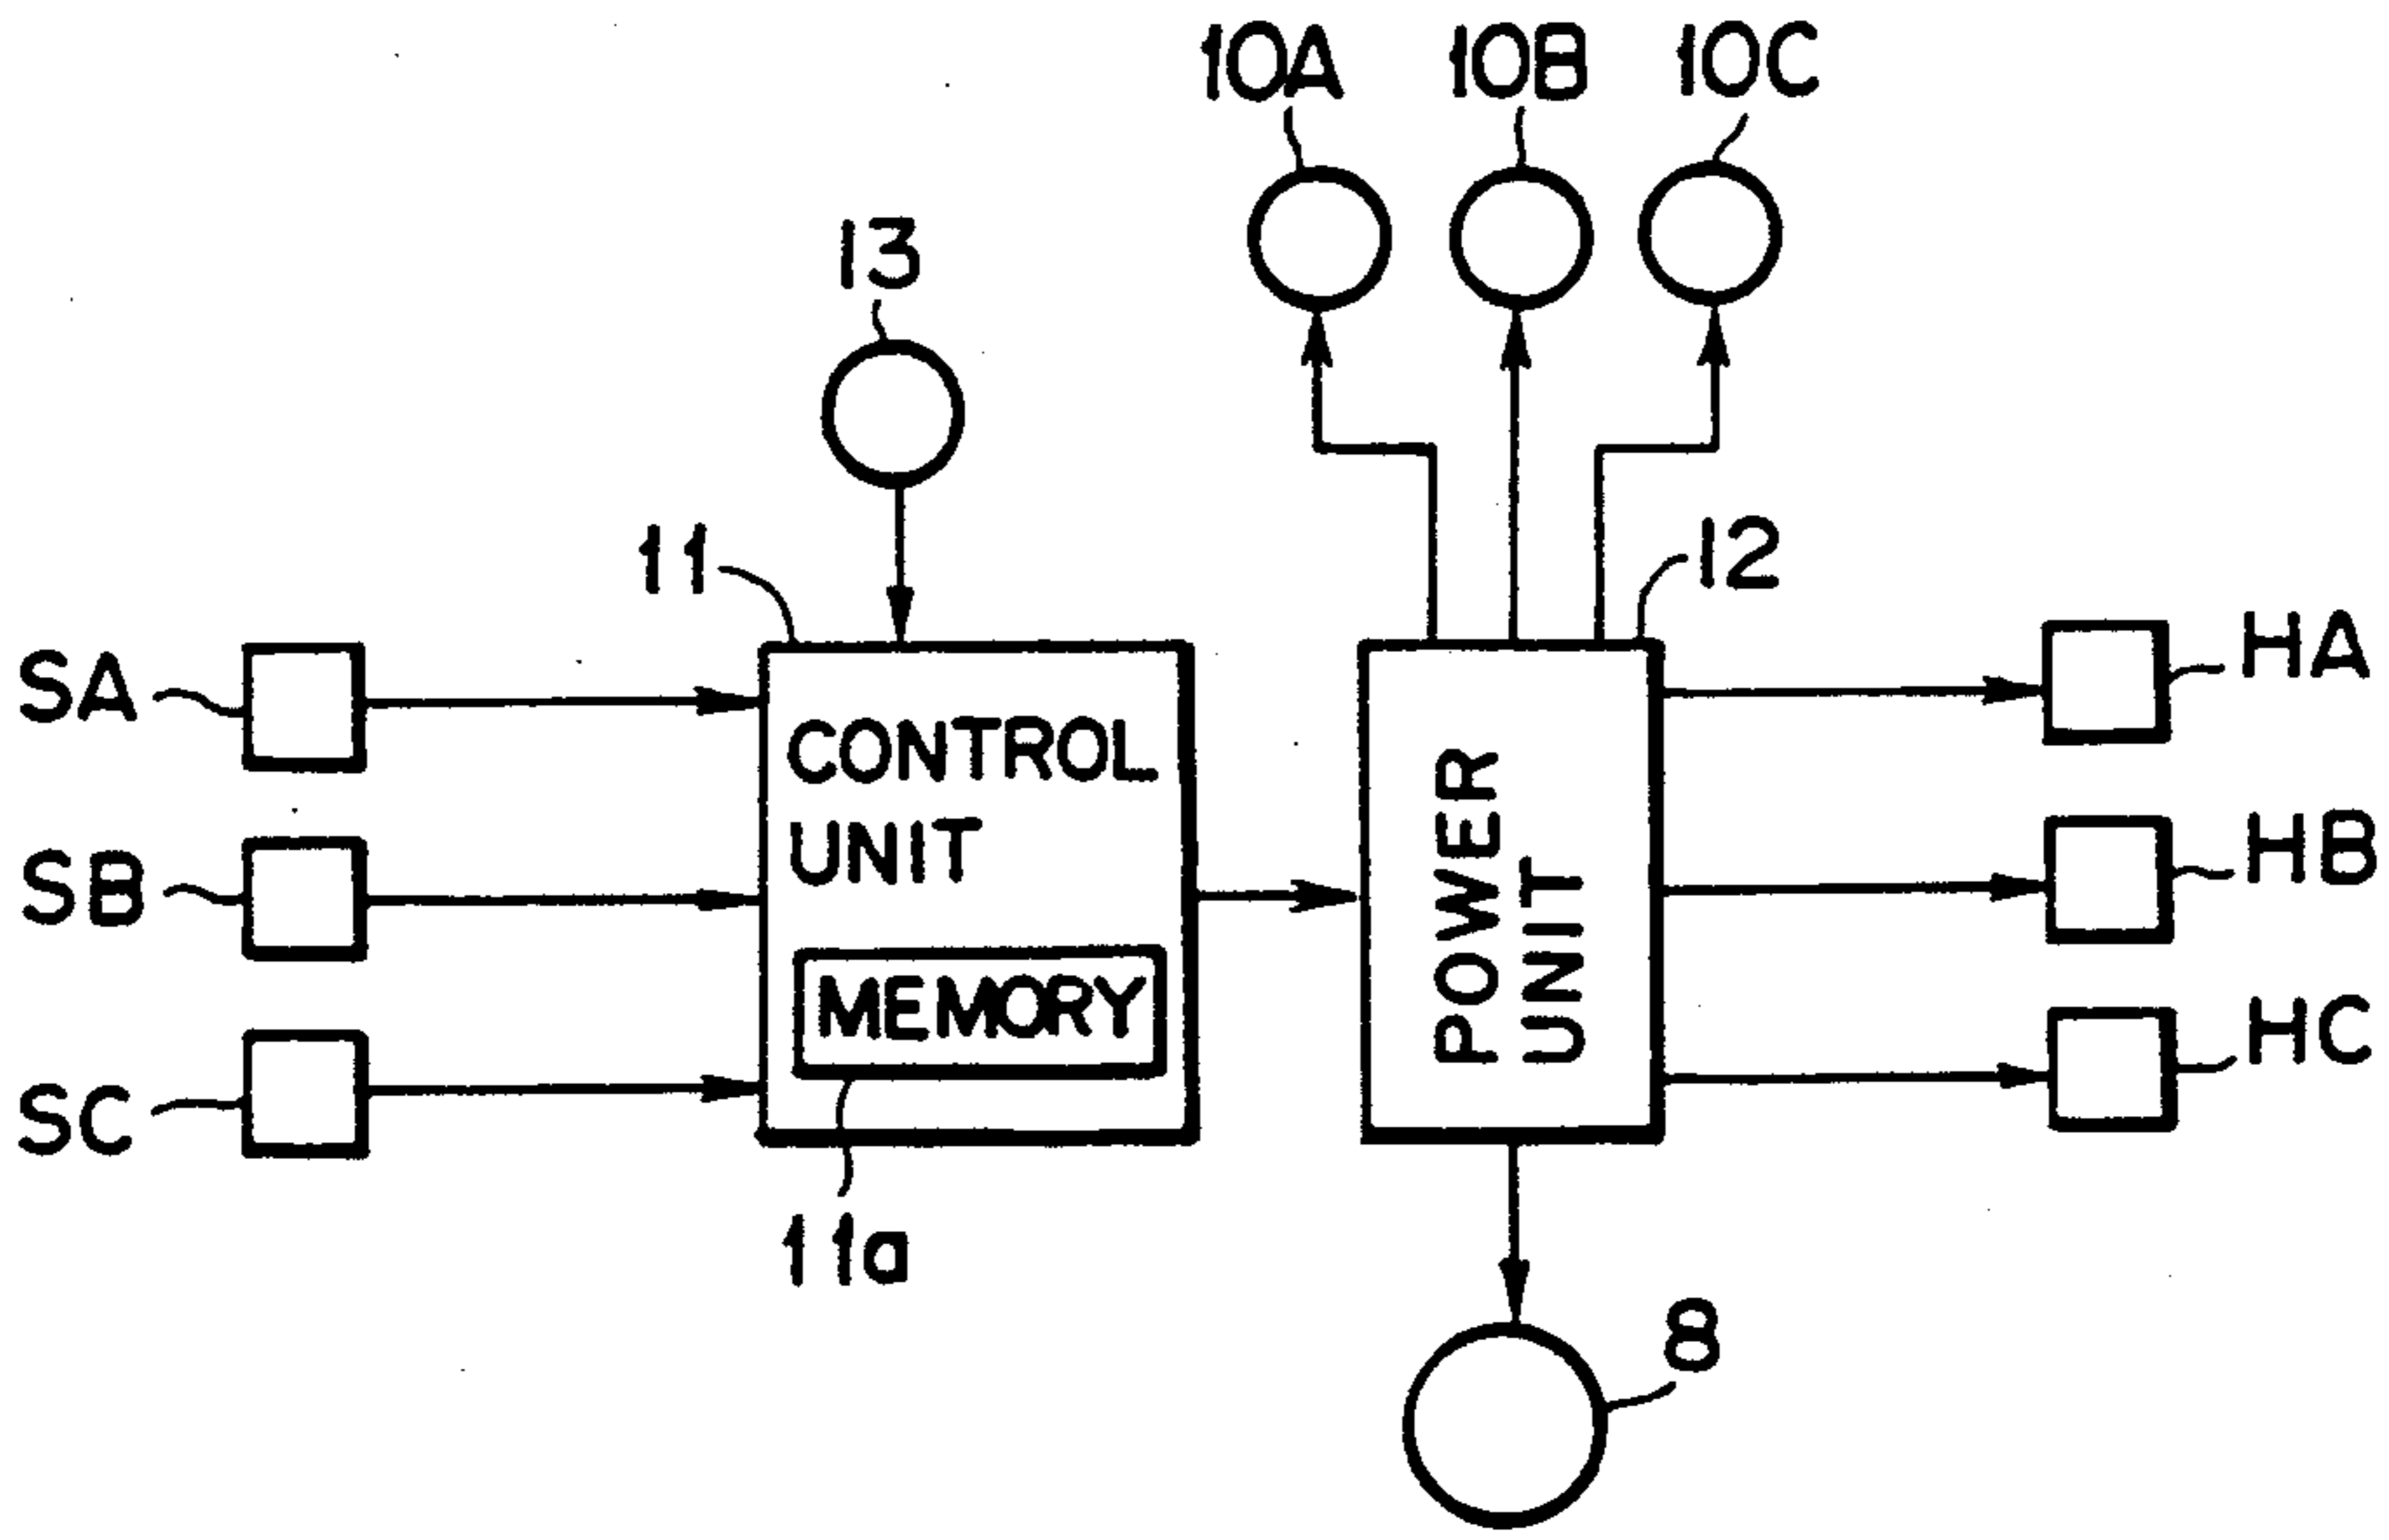 10A 10B 10C
13
11
12
SA
HA
CONTROL
UNIT
POWER
UNIT
SB
HB
MEMORY
SC
HC
11a
8